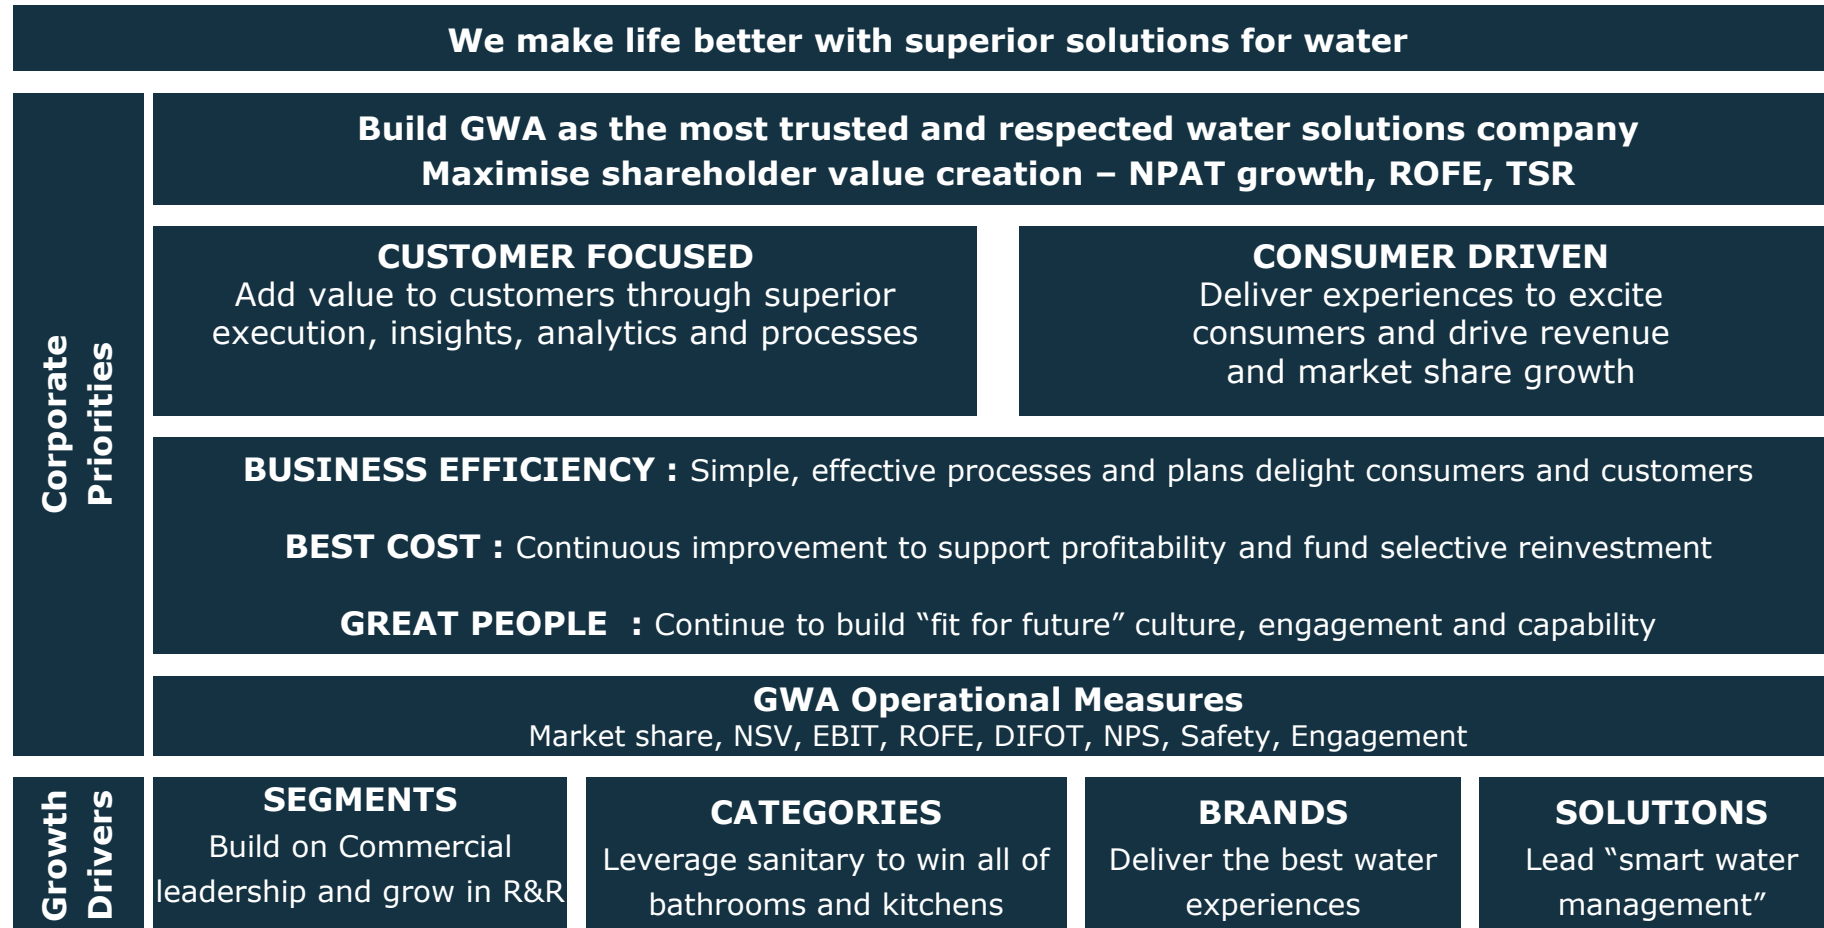 We make life better with superior solutions for water
Corporate
Priorities
Build GWA as the most trusted and respected water solutions company
Maximise shareholder value creation – NPAT growth, ROFE, TSR
CUSTOMER FOCUSED
Add value to customers through superior
execution, insights, analytics and processes
CONSUMER DRIVEN
Deliver experiences to excite
consumers and drive revenue
and market share growth
BUSINESS EFFICIENCY : Simple, effective processes and plans delight consumers and customers
BEST COST : Continuous improvement to support profitability and fund selective reinvestment
GREAT PEOPLE : Continue to build “fit for future” culture, engagement and capability
GWA Operational Measures
Market share, NSV, EBIT, ROFE, DIFOT, NPS, Safety, Engagement
Growth
Drivers
SEGMENTS
Build on Commercial
leadership and grow in R&R
CATEGORIES
Leverage sanitary to win all of
bathrooms and kitchens
BRANDS
Deliver the best water
experiences
SOLUTIONS
Lead “smart water
management”